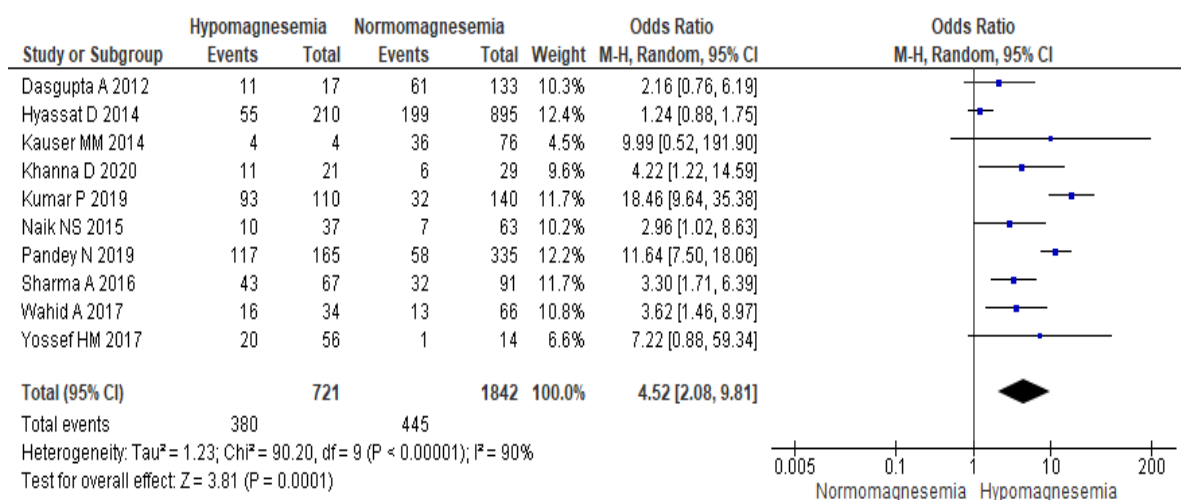 Hypomagnesemia Normomagnesemia Odds Ratio Odds Ratio
Study or Subgroup Events Total Events Total Weight M-H, Random, 95% CI M-H, Random, 95% CI
Dasgupta A 2012 11 17 61 133 10.3% 2.16 [0.76, 6.19]
Hyassat D 2014 55 210 199 895 12.4% 1.24 [0.88, 1.75]
Kauser MM 2014 4 4 36 76 4.5% 9.99 [0.52, 191.90]
Khanna D 2020 11 21 6 29 9.6% 4.22 [1.22, 14.59]
Kumar P 2019 93 110 32 140 11.7% 18.46 [9.64, 35.38]
Naik NS 2015 10 37 7 63 10.2% 2.96 [1.02, 8.63]
Pandey N 2019 117 165 58 335 12.2% 11.64 [7.50, 18.06]
Sharma A 2016 43 67 32 91 11.7% 3.30 [1.71, 6.39]
Wahid A 2017 16 34 13 66 10.8% 3.62 [1.46, 8.97]
Yossef HM 2017 20 56 1 14 6.6% 7.22 [0.88, 59.34]
Total (95% CI) 721 1842 100.0% 4.52 [2.08, 9.81]
Total events 380 445
Heterogeneity: Tau² = 1.23; Chi² = 90.20, df = 9 (P < 0.00001); I² = 90%
Test for overall effect: Z = 3.81 (P = 0.0001)
0.005 0.1 1 10 200
Normomagnesemia Hypomagnesemia